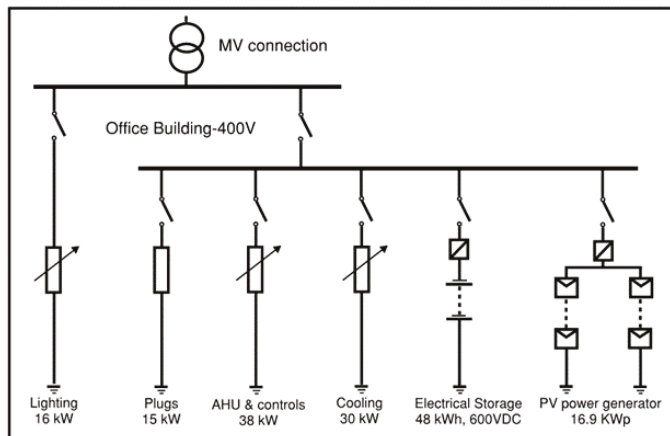 MV connection
Office Building-400V
Lighting
16 kW
Plugs
15 kW
AHU & controls
38 kW
Cooling
30 kW
Electrical Storage
48 kWh, 600VDC
PV power generator
16.9 KWp